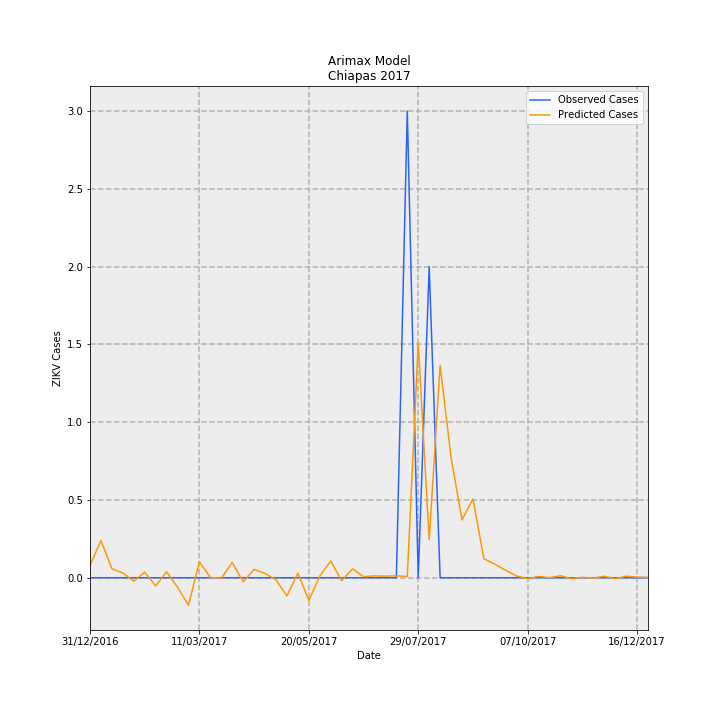 Arimax Model
Chiapas 2017
Observed Cases
Predicted Cases
3.0
2.5
2.0
1.5
1.0
0.5
0.0
ZIKV Cases
31/12/2016 11/03/2017 20/05/2017 29/07/2017 07/10/2017 16/12/2017
Date